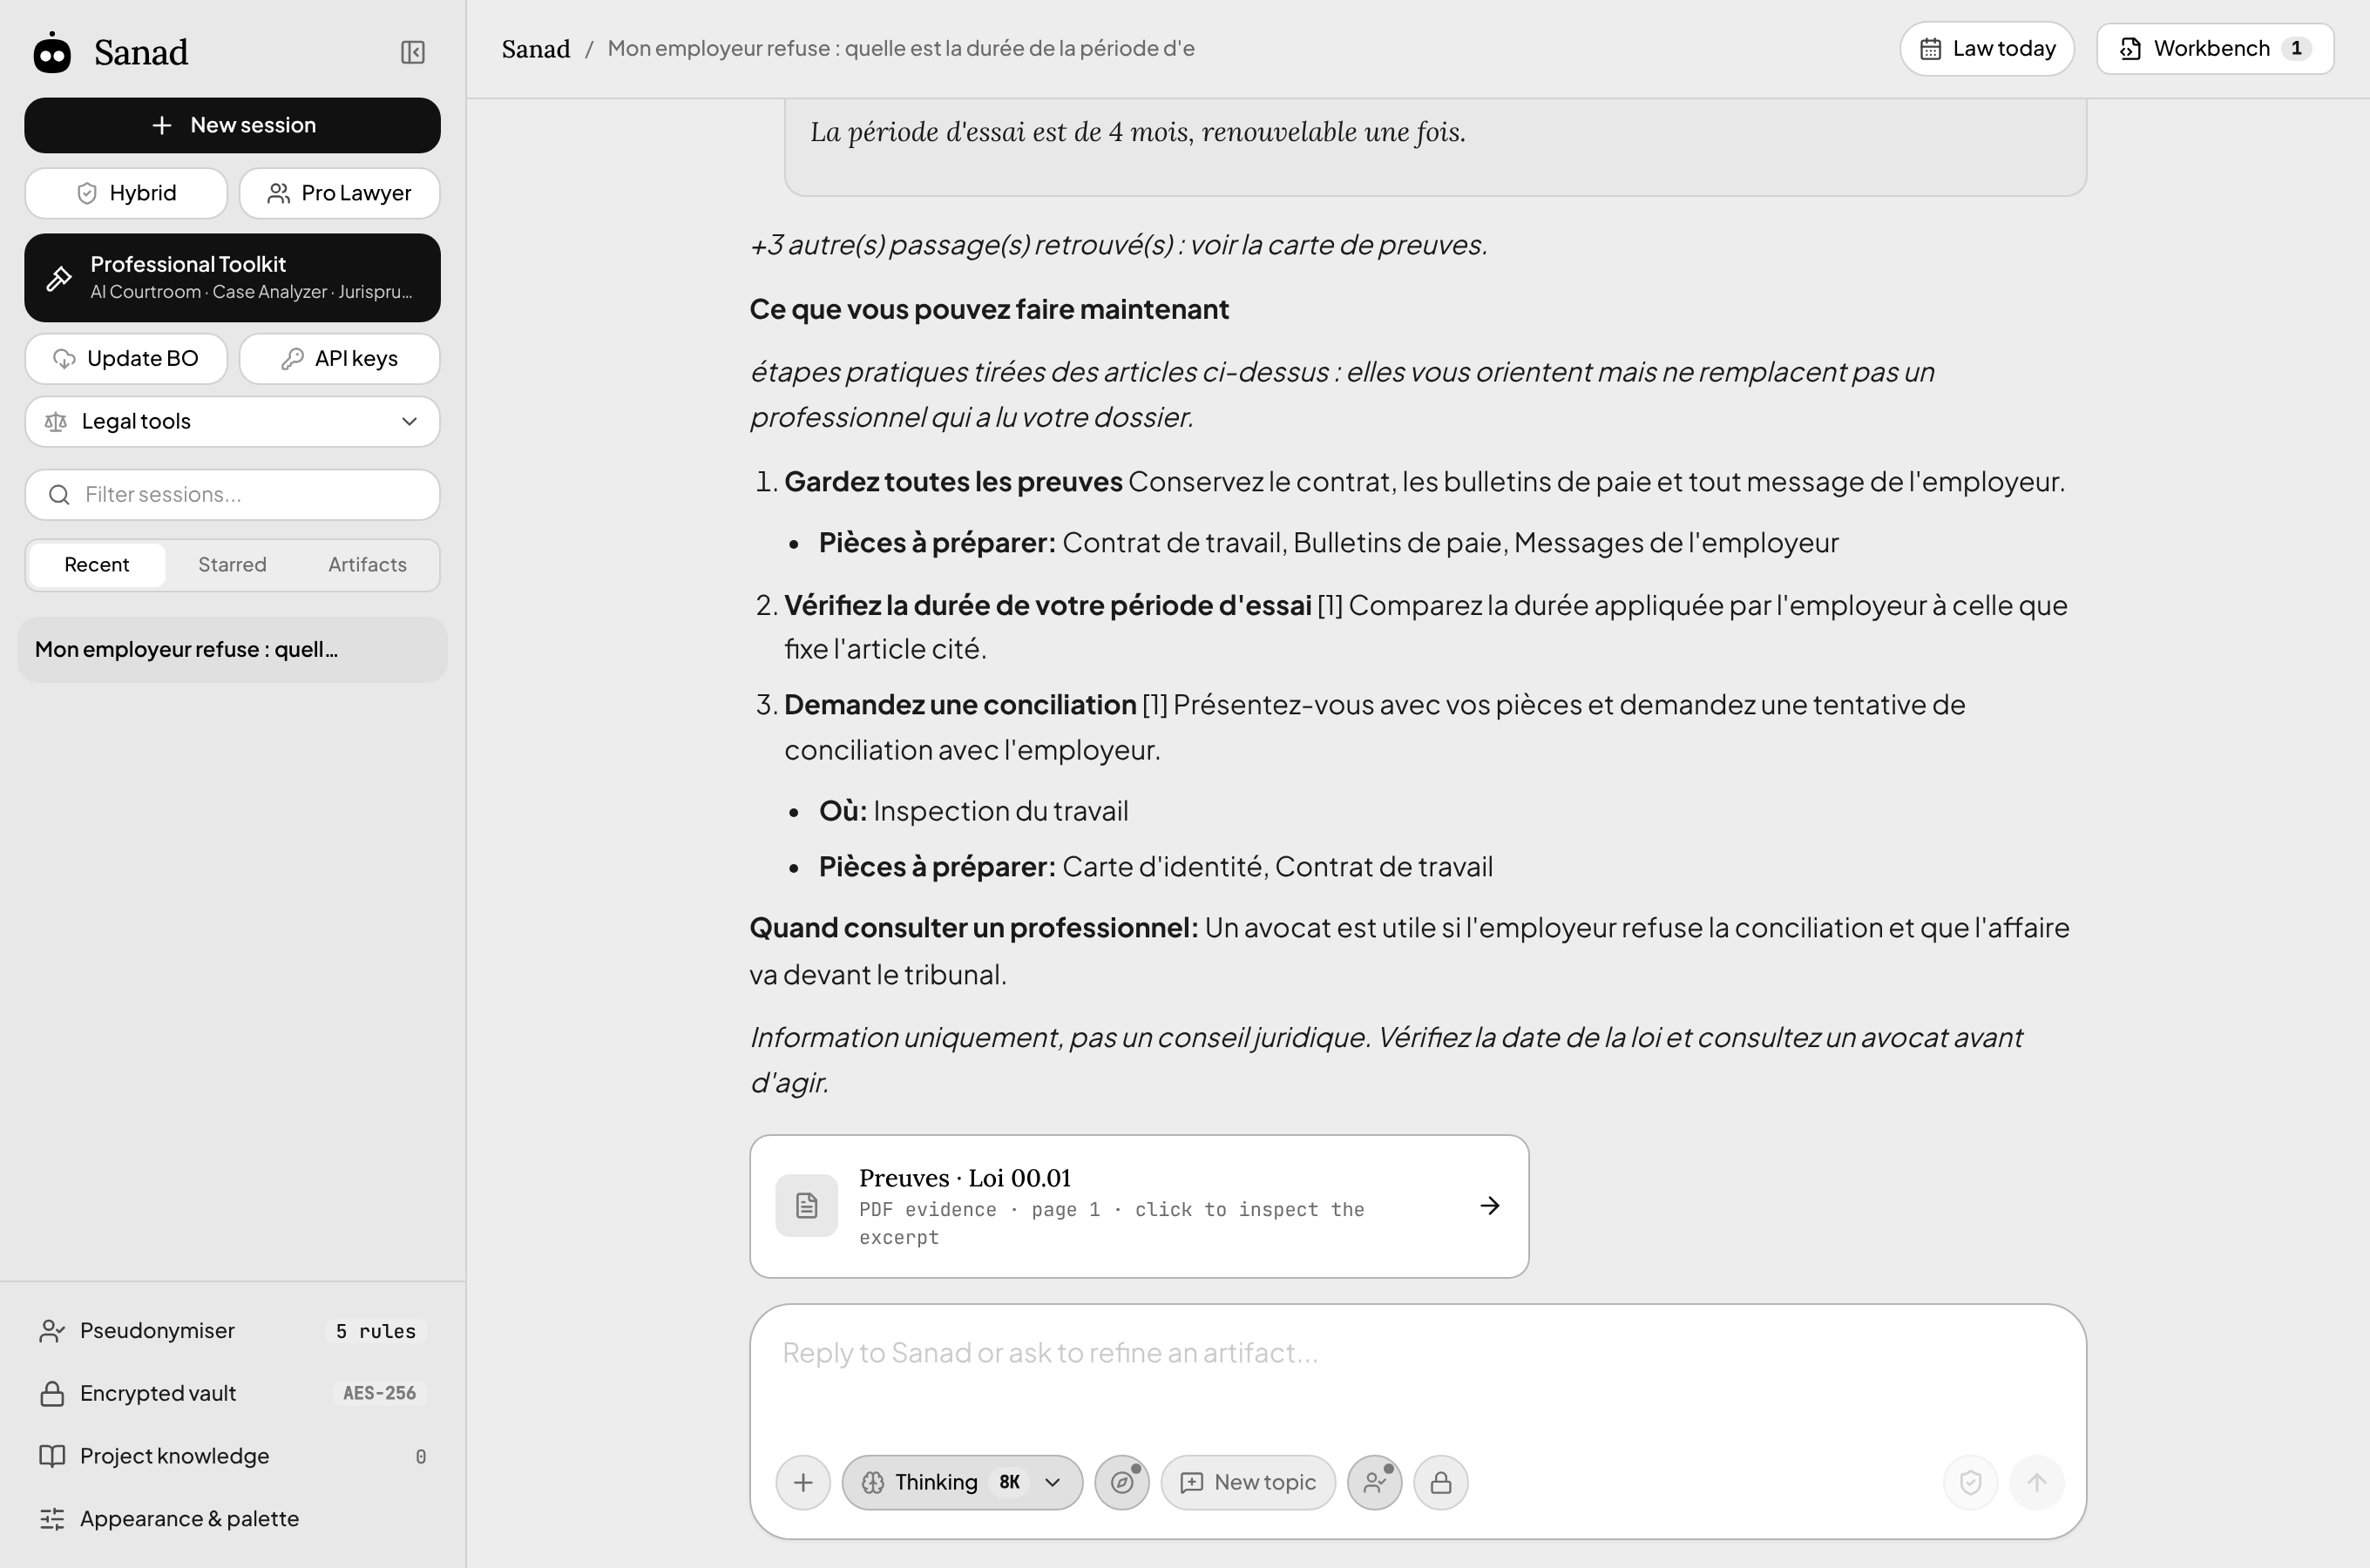 Sanad
New session
Hybrid
Pro Lawyer
Professional Toolkit
AI Courtroom · Case Analyzer · Jurispru...
Update BO
API keys
Legal tools
Filter sessions...
Recent
Starred
Artifacts
Mon employeur refuse : quell...
Pseudonymiser
5 rules
Encrypted vault
AES-256
Project knowledge
0
Appearance & palette
Sanad / Mon employeur refuse : quelle est la durée de la période d'e
Law today
Workbench 1
La période d'essai est de 4 mois, renouvelable une fois.
+3 autre(s) passage(s) retrouvé(s) : voir la carte de preuves.
Ce que vous pouvez faire maintenant
étapes pratiques tirées des articles ci-dessus : elles vous orientent mais ne remplacent pas un
professionnel qui a lu votre dossier.
1. Gardez toutes les preuves Conservez le contrat, les bulletins de paie et tout message de l'employeur.
• Pièces à préparer: Contrat de travail, Bulletins de paie, Messages de l'employeur
2. Vérifiez la durée de votre période d'essai [1] Comparez la durée appliquée par l'employeur à celle que
fixe l'article cité.
3. Demandez une conciliation [1] Présentez-vous avec vos pièces et demandez une tentative de
conciliation avec l'employeur.
• Où: Inspection du travail
• Pièces à préparer: Carte d'identité, Contrat de travail
Quand consulter un professionnel: Un avocat est utile si l'employeur refuse la conciliation et que l'affaire
va devant le tribunal.
Information uniquement, pas un conseil juridique. Vérifiez la date de la loi et consultez un avocat avant
d'agir.
Preuves · Loi 00.01
PDF evidence · page 1 · click to inspect the
excerpt
Reply to Sanad or ask to refine an artifact...
Thinking 8K
New topic